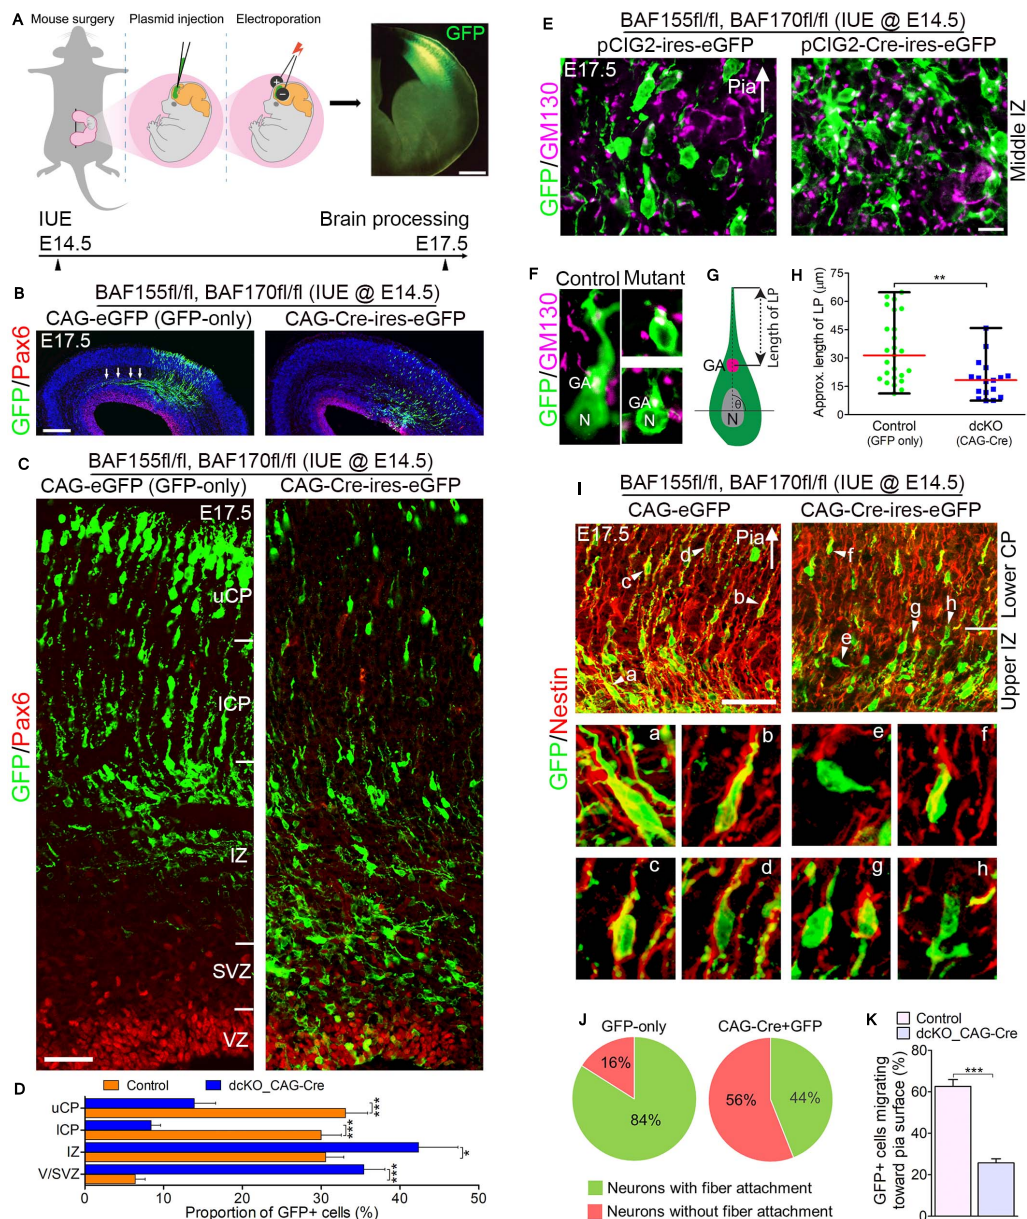 A
Mouse surgery
Plasmid injection
Electroporation
GFP
+
−
IUE
Brain processing
E14.5
E17.5
B
BAF155fl/fl, BAF170fl/fl (IUE @ E14.5)
CAG-eGFP (GFP-only)
CAG-Cre-ires-eGFP
GFP/Pax6
E17.5
C
BAF155fl/fl, BAF170fl/fl (IUE @ E14.5)
CAG-eGFP (GFP-only)
CAG-Cre-ires-eGFP
GFP/Pax6
E17.5
uCP
lCP
IZ
SVZ
VZ
D
Control
dcKO_CAG-Cre
uCP
***
lCP
***
IZ
*
V/SVZ
***
0 10 20 30 40 50
Proportion of GFP+ cells (%)
E
BAF155fl/fl, BAF170fl/fl (IUE @ E14.5)
pCIG2-ires-eGFP
pCIG2-Cre-ires-eGFP
GFP/GM130
E17.5
Pia
Middle IZ
F
Control
Mutant
GFP/GM130
GA
N
GA
N
G
Length of LP
GA
θ
N
H
Approx. length of LP (μm)
75
60
45
30
15
0
**
Control
(GFP only)
dcKO
(CAG-Cre)
I
BAF155fl/fl, BAF170fl/fl (IUE @ E14.5)
CAG-eGFP
CAG-Cre-ires-eGFP
GFP/Nestin
E17.5
Pia
d
c
b
a
f
g
h
e
Lower CP
Upper IZ
a
b
e
f
c
d
g
h
J
GFP-only
CAG-Cre+GFP
16%
84%
56%
44%
Neurons with fiber attachment
Neurons without fiber attachment
K
Control
dcKO_CAG-Cre
GFP+ cells migrating
toward pia surface (%)
80
60
40
20
0
***